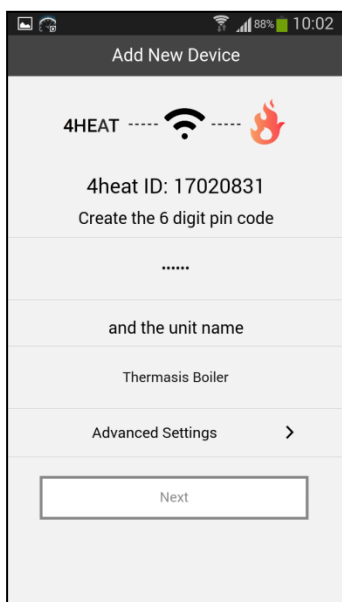 88% 10:02
Add New Device
4HEAT
4heat ID: 17020831
Create the 6 digit pin code
······
and the unit name
Thermasis Boiler
Advanced Settings
Next